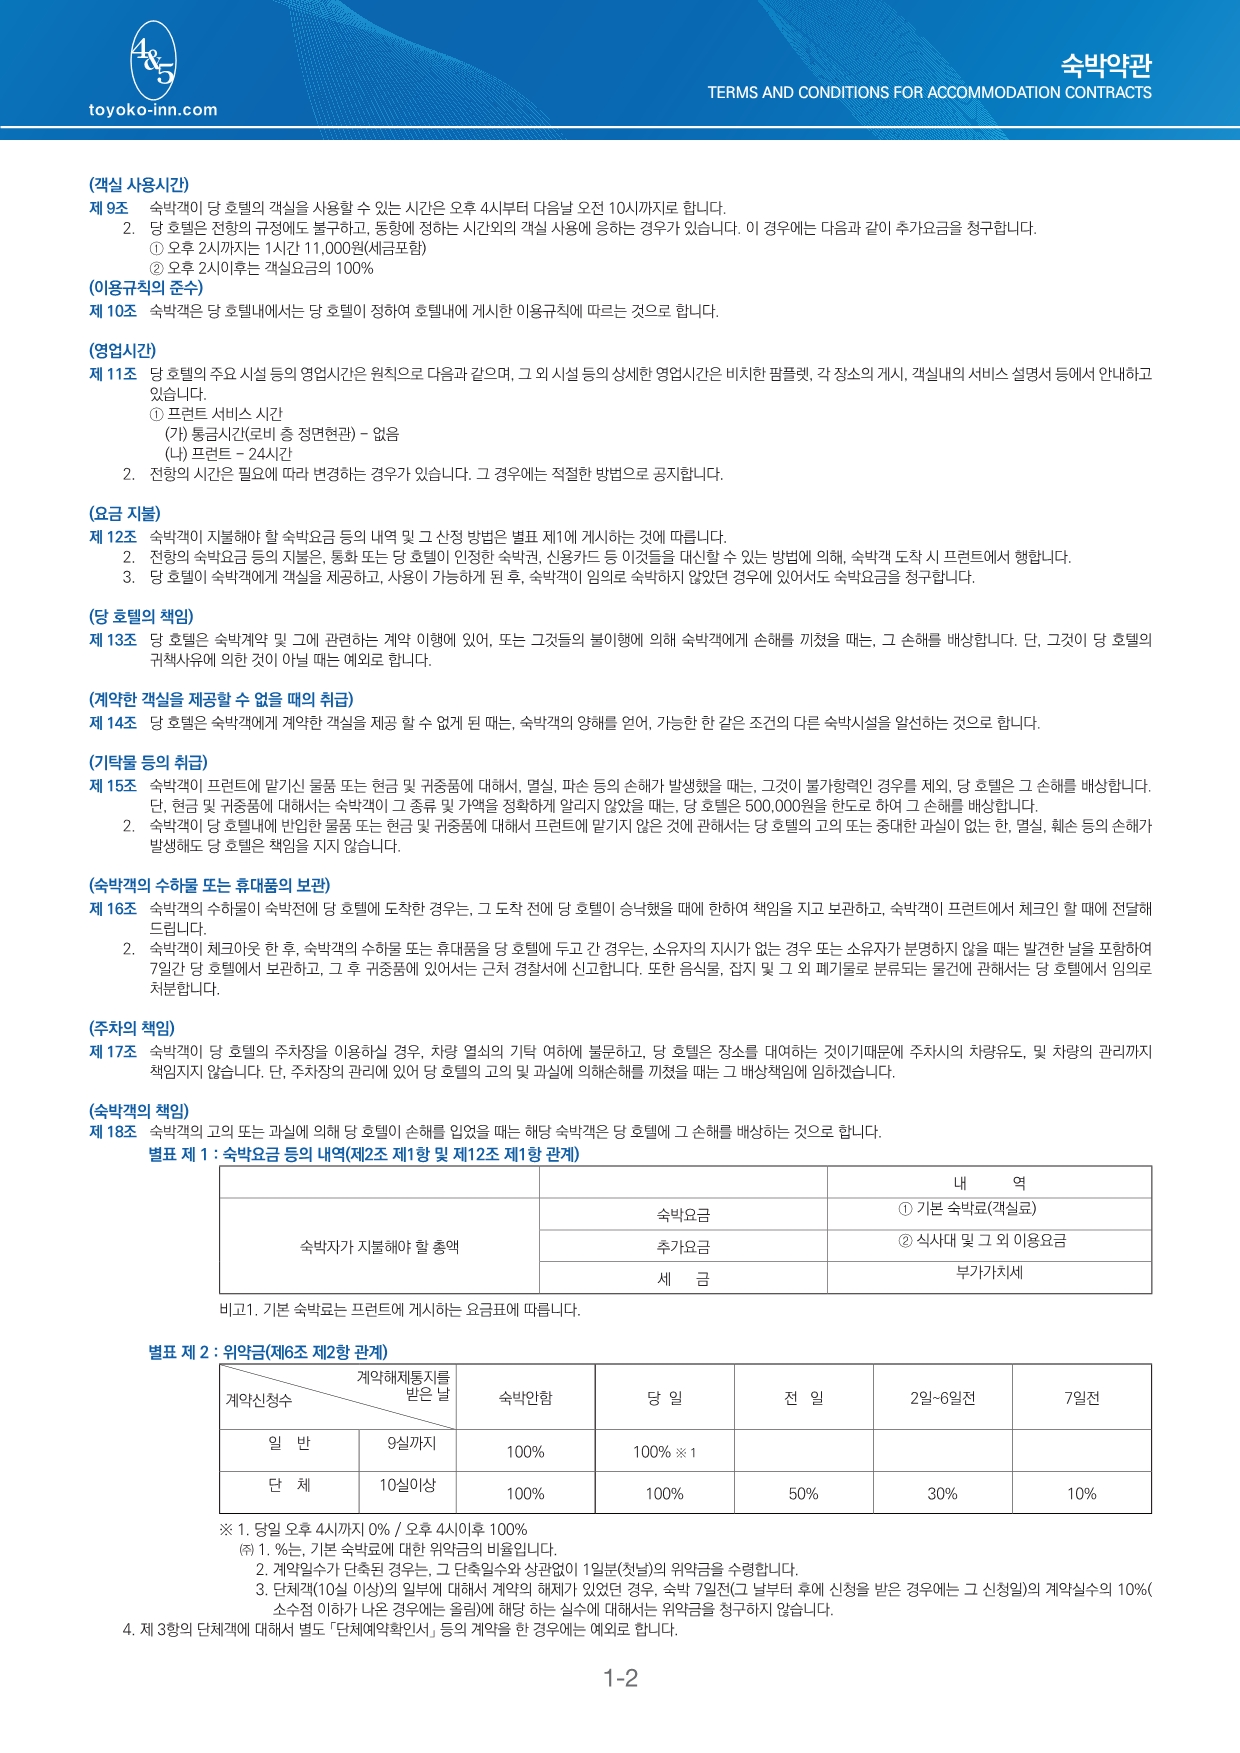 4&5
toyoko-inn.com
숙박약관
TERMS AND CONDITIONS FOR ACCOMMODATION CONTRACTS
(객실 사용시간)
제 9조 숙박객이 당 호텔의 객실을 사용할 수 있는 시간은 오후 4시부터 다음날 오전 10시까지로 합니다.
2. 당 호텔은 전항의 규정에도 불구하고, 동항에 정하는 시간외의 객실 사용에 응하는 경우가 있습니다. 이 경우에는 다음과 같이 추가요금을 청구합니다.
① 오후 2시까지는 1시간 11,000원(세금포함)
② 오후 2시이후는 객실요금의 100%
(이용규칙의 준수)
제 10조 숙박객은 당 호텔내에서는 당 호텔이 정하여 호텔내에 게시한 이용규칙에 따르는 것으로 합니다.
(영업시간)
제 11조 당 호텔의 주요 시설 등의 영업시간은 원칙으로 다음과 같으며, 그 외 시설 등의 상세한 영업시간은 비치한 팜플렛, 각 장소의 게시, 객실내의 서비스 설명서 등에서 안내하고
있습니다.
① 프런트 서비스 시간
(가) 통금시간(로비 층 정면현관) – 없음
(나) 프런트 – 24시간
2. 전항의 시간은 필요에 따라 변경하는 경우가 있습니다. 그 경우에는 적절한 방법으로 공지합니다.
(요금 지불)
제 12조 숙박객이 지불해야 할 숙박요금 등의 내역 및 그 산정 방법은 별표 제1에 게시하는 것에 따릅니다.
2. 전항의 숙박요금 등의 지불은, 통화 또는 당 호텔이 인정한 숙박권, 신용카드 등 이것들을 대신할 수 있는 방법에 의해, 숙박객 도착 시 프런트에서 행합니다.
3. 당 호텔이 숙박객에게 객실을 제공하고, 사용이 가능하게 된 후, 숙박객이 임의로 숙박하지 않았던 경우에 있어서도 숙박요금을 청구합니다.
(당 호텔의 책임)
제 13조 당 호텔은 숙박계약 및 그에 관련하는 계약 이행에 있어, 또는 그것들의 불이행에 의해 숙박객에게 손해를 끼쳤을 때는, 그 손해를 배상합니다. 단, 그것이 당 호텔의
귀책사유에 의한 것이 아닐 때는 예외로 합니다.
(계약한 객실을 제공할 수 없을 때의 취급)
제 14조 당 호텔은 숙박객에게 계약한 객실을 제공 할 수 없게 된 때는, 숙박객의 양해를 얻어, 가능한 한 같은 조건의 다른 숙박시설을 알선하는 것으로 합니다.
(기탁물 등의 취급)
제 15조 숙박객이 프런트에 맡기신 물품 또는 현금 및 귀중품에 대해서, 멸실, 파손 등의 손해가 발생했을 때는, 그것이 불가항력인 경우를 제외, 당 호텔은 그 손해를 배상합니다.
단, 현금 및 귀중품에 대해서는 숙박객이 그 종류 및 가액을 정확하게 알리지 않았을 때는, 당 호텔은 500,000원을 한도로 하여 그 손해를 배상합니다.
2. 숙박객이 당 호텔내에 반입한 물품 또는 현금 및 귀중품에 대해서 프런트에 맡기지 않은 것에 관해서는 당 호텔의 고의 또는 중대한 과실이 없는 한, 멸실, 훼손 등의 손해가
발생해도 당 호텔은 책임을 지지 않습니다.
(숙박객의 수하물 또는 휴대품의 보관)
제 16조 숙박객의 수하물이 숙박전에 당 호텔에 도착한 경우는, 그 도착 전에 당 호텔이 승낙했을 때에 한하여 책임을 지고 보관하고, 숙박객이 프런트에서 체크인 할 때에 전달해
드립니다.
2. 숙박객이 체크아웃 한 후, 숙박객의 수하물 또는 휴대품을 당 호텔에 두고 간 경우는, 소유자의 지시가 없는 경우 또는 소유자가 분명하지 않을 때는 발견한 날을 포함하여
7일간 당 호텔에서 보관하고, 그 후 귀중품에 있어서는 근처 경찰서에 신고합니다. 또한 음식물, 잡지 및 그 외 폐기물로 분류되는 물건에 관해서는 당 호텔에서 임의로
처분합니다.
(주차의 책임)
제 17조 숙박객이 당 호텔의 주차장을 이용하실 경우, 차량 열쇠의 기탁 여하에 불문하고, 당 호텔은 장소를 대여하는 것이기때문에 주차시의 차량유도, 및 차량의 관리까지
책임지지 않습니다. 단, 주차장의 관리에 있어 당 호텔의 고의 및 과실에 의해손해를 끼쳤을 때는 그 배상책임에 임하겠습니다.
(숙박객의 책임)
제 18조 숙박객의 고의 또는 과실에 의해 당 호텔이 손해를 입었을 때는 해당 숙박객은 당 호텔에 그 손해를 배상하는 것으로 합니다.
별표 제 1 : 숙박요금 등의 내역(제2조 제1항 및 제12조 제1항 관계)
내 역
숙박자가 지불해야 할 총액
숙박요금 ① 기본 숙박료(객실료)
추가요금 ② 식사대 및 그 외 이용요금
세 금 부가가치세
비고1. 기본 숙박료는 프런트에 게시하는 요금표에 따릅니다.
별표 제 2 : 위약금(제6조 제2항 관계)
계약해제통지를
받은 날
계약신청수
숙박안함 당 일 전 일 2일~6일전 7일전
일 반 9실까지 100% 100% ※ 1
단 체 10실이상 100% 100% 50% 30% 10%
※ 1. 당일 오후 4시까지 0% / 오후 4시이후 100%
㈜ 1. %는, 기본 숙박료에 대한 위약금의 비율입니다.
2. 계약일수가 단축된 경우는, 그 단축일수와 상관없이 1일분(첫날)의 위약금을 수령합니다.
3. 단체객(10실 이상)의 일부에 대해서 계약의 해제가 있었던 경우, 숙박 7일전(그 날부터 후에 신청을 받은 경우에는 그 신청일)의 계약실수의 10%(
소수점 이하가 나온 경우에는 올림)에 해당 하는 실수에 대해서는 위약금을 청구하지 않습니다.
4. 제 3항의 단체객에 대해서 별도 「단체예약확인서」 등의 계약을 한 경우에는 예외로 합니다.
1-2